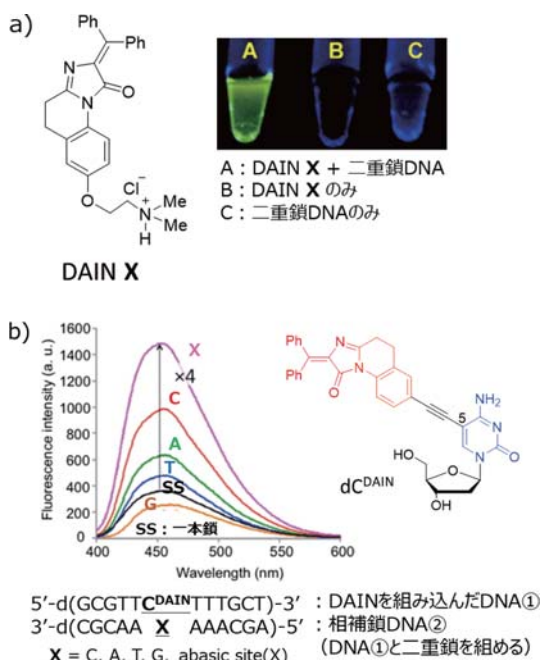 a)
Ph
Ph
N
N
O
Cl⁻
O
N
+
H
Me
Me
DAIN X
A
B
C
A：DAIN X + 二重鎖DNA
B：DAIN X のみ
C：二重鎖DNAのみ
b)
Fluorescence intensity (a. u.)
1600
1400
1200
1000
800
600
400
200
0
X
×4
C
A
T
SS
G
SS：一本鎖
400
450
500
550
600
Wavelength (nm)
Ph
Ph
N
N
O
5
NH₂
N
N
O
HO
O
OH
dC^DAIN
5′-d(GCGTTC^DAINTTTGCT)-3′：DAINを組み込んだDNA①
3′-d(CGCAA X AAACGA)-5′：相補鎖DNA②
X = C, A, T, G, abasic site(X)
（DNA①と二重鎖を組める）